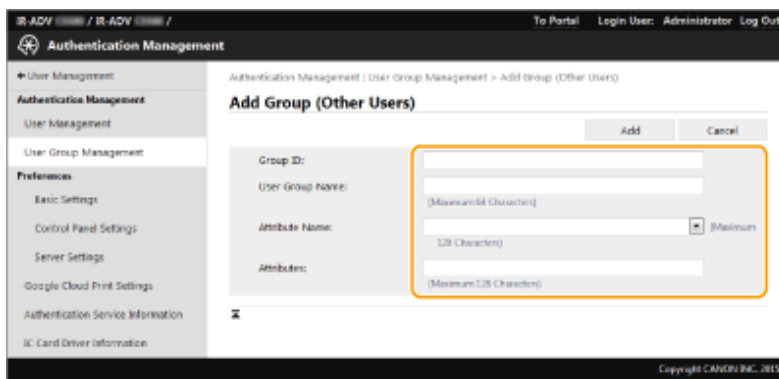 IR-ADV / IR-ADV /
To Portal Login User: Administrator Log Out
Authentication Management
User Management
Authentication Management : User Group Management > Add Group (Other Users)
Authentication Management
Add Group (Other Users)
User Management
Add Cancel
User Group Management
Group ID:
Preferences
User Group Name:
(Maximum 64 Characters)
Basic Settings
Control Panel Settings
Attribute Name:
(Maximum
128 Characters)
Server Settings
Attributes:
(Maximum 128 Characters)
Google Cloud Print Settings
Authentication Service Information
IC Card Driver Information
Copyright CANON INC. 2015